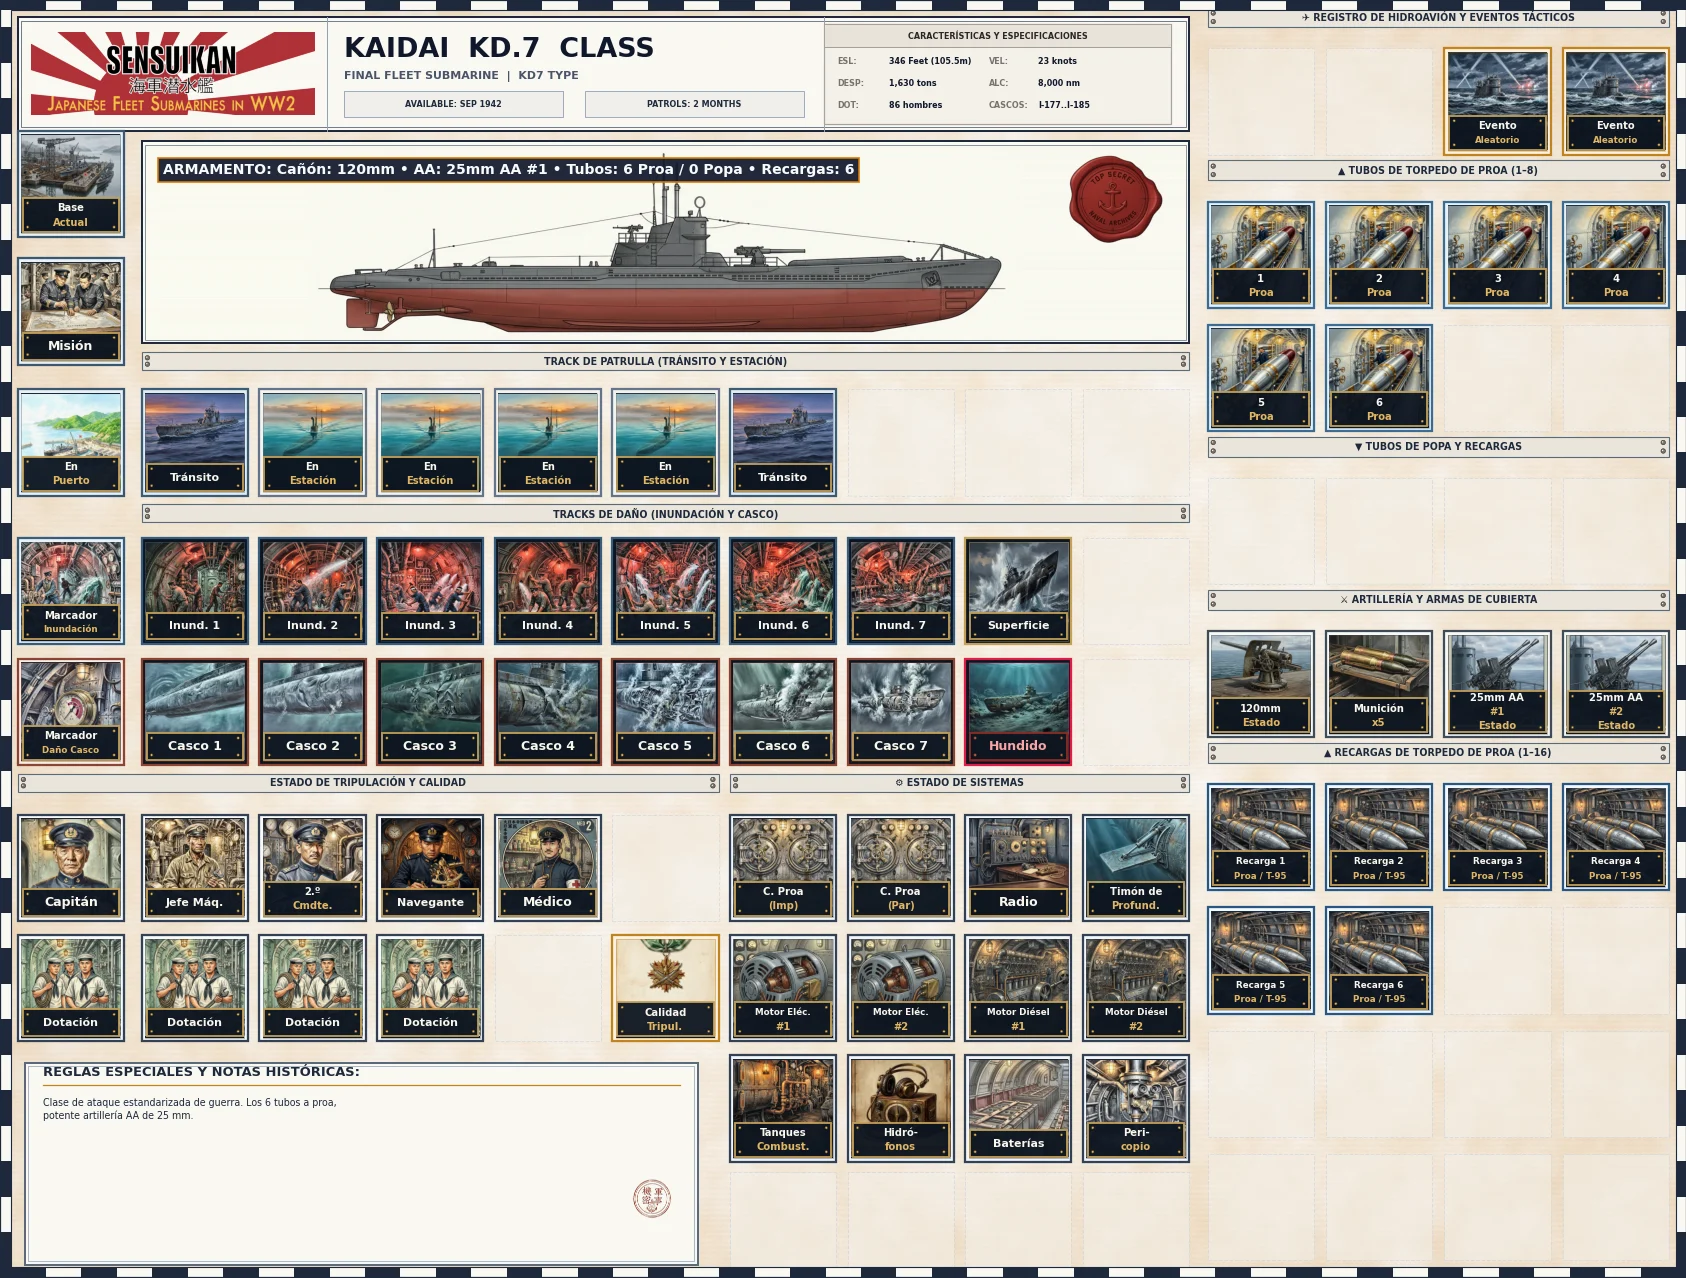 SENSUIKAN
海軍潜水艦
JAPANESE FLEET SUBMARINES IN WW2
KAIDAI KD.7 CLASS
FINAL FLEET SUBMARINE | KD7 TYPE
AVAILABLE: SEP 1942
PATROLS: 2 MONTHS
CARACTERÍSTICAS Y ESPECIFICACIONES
ESL: 346 Feet (105.5m) VEL: 23 knots
DESP: 1,630 tons ALC: 8,000 nm
DOT: 86 hombres CASCOS: I-177..I-185
Base
Actual
Misión
ARMAMENTO: Cañón: 120mm • AA: 25mm AA #1 • Tubos: 6 Proa / 0 Popa • Recargas: 6
TOP SECRET
NAVAL ARCHIVES
TRACK DE PATRULLA (TRÁNSITO Y ESTACIÓN)
En
Puerto
Tránsito
En
Estación
En
Estación
En
Estación
En
Estación
Tránsito
TRACKS DE DAÑO (INUNDACIÓN Y CASCO)
Marcador
Inundación
Inund. 1
Inund. 2
Inund. 3
Inund. 4
Inund. 5
Inund. 6
Inund. 7
Superficie
Marcador
Daño Casco
Casco 1
Casco 2
Casco 3
Casco 4
Casco 5
Casco 6
Casco 7
Hundido
ESTADO DE TRIPULACIÓN Y CALIDAD
Capitán
Jefe Máq.
2.º
Cmdte.
Navegante
Médico
Dotación
Dotación
Dotación
Dotación
Calidad
Tripul.
⚙ ESTADO DE SISTEMAS
C. Proa
(Imp)
C. Proa
(Par)
Radio
Timón de
Profund.
Motor Eléc.
#1
Motor Eléc.
#2
Motor Diésel
#1
Motor Diésel
#2
Tanques
Combust.
Hidró-
fonos
Baterías
Peri-
copio
REGLAS ESPECIALES Y NOTAS HISTÓRICAS:
Clase de ataque estandarizada de guerra. Los 6 tubos a proa,
potente artillería AA de 25 mm.
✈ REGISTRO DE HIDROAVIÓN Y EVENTOS TÁCTICOS
Evento
Aleatorio
Evento
Aleatorio
▲ TUBOS DE TORPEDO DE PROA (1–8)
1
Proa
2
Proa
3
Proa
4
Proa
5
Proa
6
Proa
▼ TUBOS DE POPA Y RECARGAS
⚔ ARTILLERÍA Y ARMAS DE CUBIERTA
120mm
Estado
Munición
x5
25mm AA
#1
Estado
25mm AA
#2
Estado
▲ RECARGAS DE TORPEDO DE PROA (1–16)
Recarga 1
Proa / T-95
Recarga 2
Proa / T-95
Recarga 3
Proa / T-95
Recarga 4
Proa / T-95
Recarga 5
Proa / T-95
Recarga 6
Proa / T-95